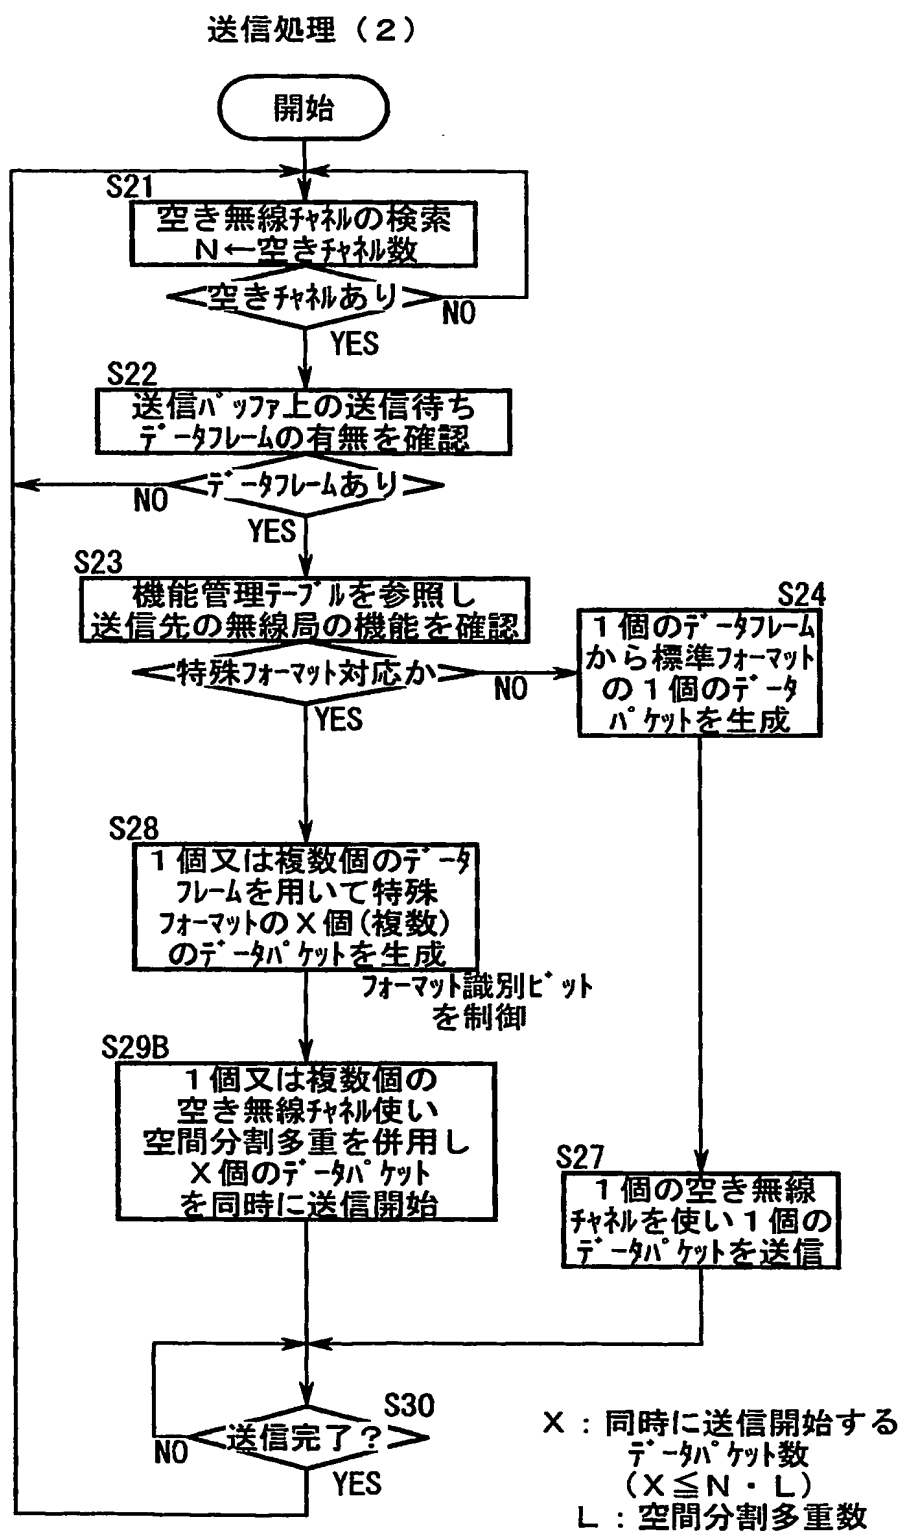 送信処理（２）
開始
S21
空き無線ﾁｬﾈﾙの検索
N←空きﾁｬﾈﾙ数
空きﾁｬﾈﾙあり
NO
YES
S22
送信ﾊﾞｯﾌｧ上の送信待ち
ﾃﾞｰﾀﾌﾚｰﾑの有無を確認
ﾃﾞｰﾀﾌﾚｰﾑあり
NO
YES
S23
機能管理ﾃｰﾌﾞﾙを参照し
送信先の無線局の機能を確認
特殊ﾌｫｰﾏｯﾄ対応か
NO
YES
S24
１個のﾃﾞｰﾀﾌﾚｰﾑ
から標準ﾌｫｰﾏｯﾄ
の１個のﾃﾞｰﾀ
ﾊﾟｹｯﾄを生成
S28
１個又は複数個のﾃﾞｰﾀ
ﾌﾚｰﾑを用いて特殊
ﾌｫｰﾏｯﾄのＸ個(複数)
のﾃﾞｰﾀﾊﾟｹｯﾄを生成
ﾌｫｰﾏｯﾄ識別ﾋﾞｯﾄ
を制御
S29B
１個又は複数個の
空き無線ﾁｬﾈﾙ使い
空間分割多重を併用し
Ｘ個のﾃﾞｰﾀﾊﾟｹｯﾄ
を同時に送信開始
S27
１個の空き無線
ﾁｬﾈﾙを使い１個の
ﾃﾞｰﾀﾊﾟｹｯﾄを送信
S30
送信完了？
NO
YES
Ｘ：同時に送信開始する
ﾃﾞｰﾀﾊﾟｹｯﾄ数
（Ｘ≦Ｎ・Ｌ）
Ｌ：空間分割多重数